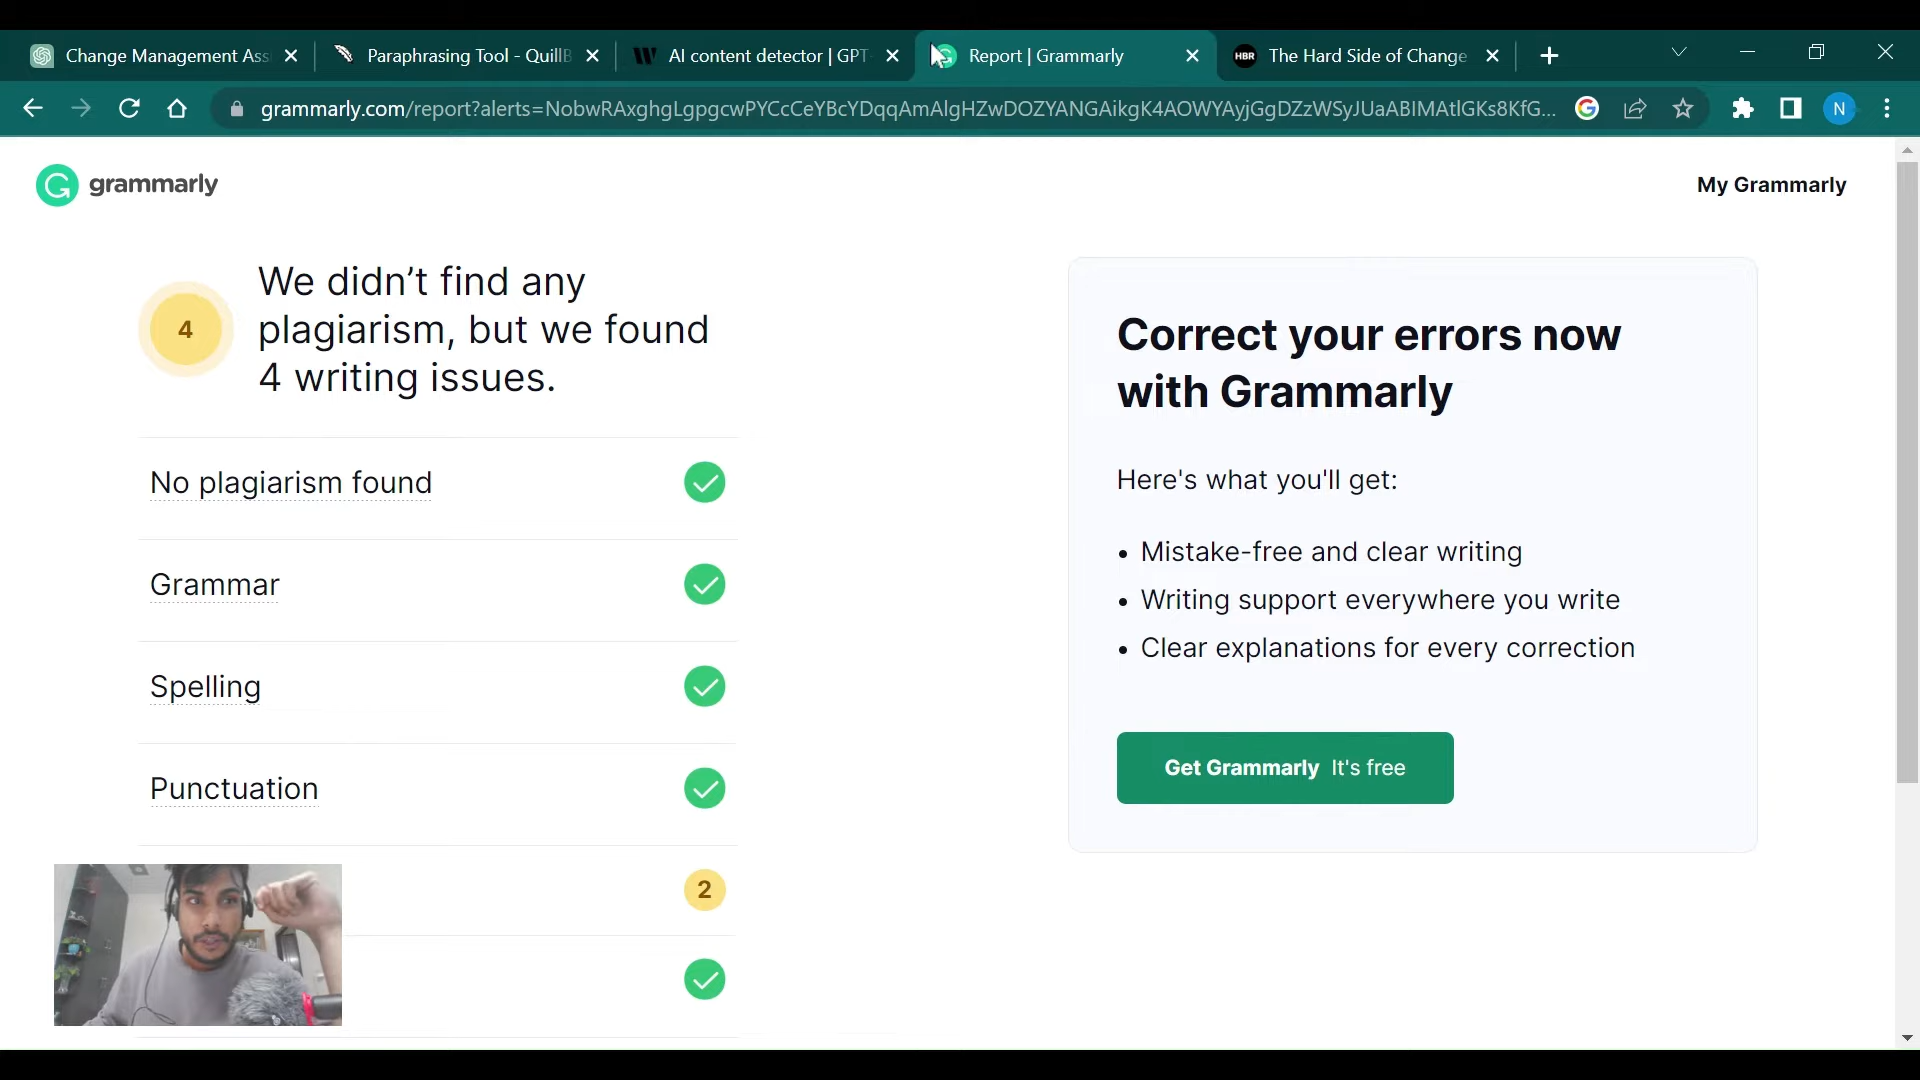 Change Management Ass
Paraphrasing Tool - QuillB
AI content detector | GPT
Report | Grammarly
HBR
The Hard Side of Change
grammarly.com/report?alerts=NobwRAxghgLgpgcwPYCcCeYBcYDqqAmAlgHZwDOZYANGAikgK4AOWYAyjGgDZzWSyJUaABIMAtlGKs8KfG...
N
grammarly
My Grammarly
4
We didn’t find any
plagiarism, but we found
4 writing issues.
No plagiarism found
Grammar
Spelling
Punctuation
2
Correct your errors now
with Grammarly
Here's what you'll get:
• Mistake-free and clear writing
• Writing support everywhere you write
• Clear explanations for every correction
Get Grammarly It's free